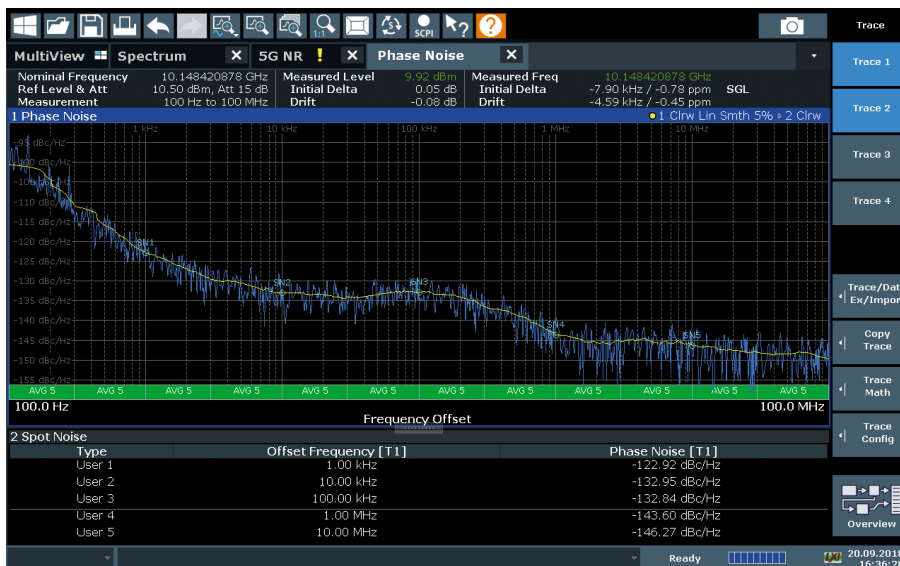 1:1
SCPI
?
?
Trace
MultiView Spectrum X 5G NR ! X Phase Noise X
Trace 1
Nominal Frequency 10.148420878 GHz Measured Level 9.92 dBm Measured Freq 10.148420878 GHz
Ref Level & Att 10.50 dBm, Att 15 dB Initial Delta 0.05 dB Initial Delta -7.90 kHz / -0.78 ppm SGL
Measurement 100 Hz to 100 MHz Drift -0.08 dB Drift -4.59 kHz / -0.45 ppm
Trace 2
1 Phase Noise 1 Clrw Lin Smth 5% 2 Clrw
1 kHz 10 kHz 100 kHz 1 MHz 10 MHz
-95 dBc/Hz
Trace 3
-100 dBc/Hz
-105 dBc/Hz
-110 dBc/Hz
Trace 4
-115 dBc/Hz
-120 dBc/Hz
SN1
-125 dBc/Hz
-130 dBc/Hz
SN2 SN3
Trace/Dat
Ex/Impor
-135 dBc/Hz
-140 dBc/Hz
SN4
SN5
-145 dBc/Hz
Copy
Trace
-150 dBc/Hz
-155 dBc/Hz
Trace
Math
AVG 5 AVG 5 AVG 5 AVG 5 AVG 5 AVG 5 AVG 5 AVG 5 AVG 5 AVG 5 AVG 5 AVG 5
100.0 Hz Frequency Offset 100.0 MHz
Trace
Config
2 Spot Noise
Type Offset Frequency [T1] Phase Noise [T1]
User 1 1.00 kHz -122.92 dBc/Hz
User 2 10.00 kHz -132.95 dBc/Hz
User 3 100.00 kHz -132.84 dBc/Hz
User 4 1.00 MHz -143.60 dBc/Hz
User 5 10.00 MHz -146.27 dBc/Hz
Overview
Ready
LXI
20.09.2018
16:36:28